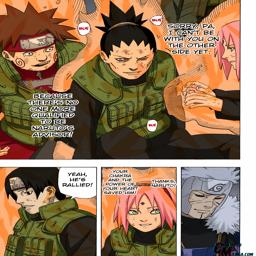 SORRY, PA.
I CAN'T BE
WITH YOU ON
THE OTHER
SIDE YET...
BECAUSE
THERE'S NO
ONE MORE
QUALIFIED
TO BE
NARUTO'S
ADVISOR!
YEAH,
HE'S
RALLIED!
YOUR
CHAKRA
AND THE
POWER OF
YOUR HEART
SAVED HIM!
THANKS,
NARUTO!